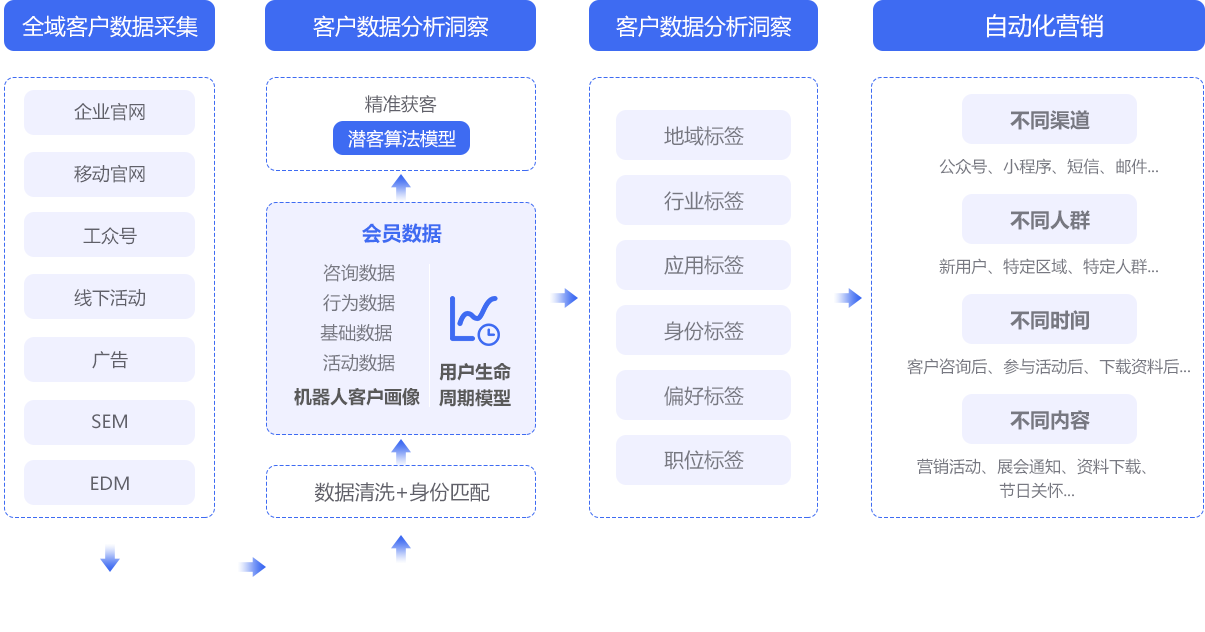 全域客户数据采集
企业官网
移动官网
工众号
线下活动
广告
SEM
EDM
客户数据分析洞察
精准获客
潜客算法模型
会员数据
咨询数据
行为数据
基础数据
活动数据
机器人客户画像
用户生命
周期模型
数据清洗+身份匹配
客户数据分析洞察
地域标签
行业标签
应用标签
身份标签
偏好标签
职位标签
自动化营销
不同渠道
公众号、小程序、短信、邮件...
不同人群
新用户、特定区域、特定人群...
不同时间
客户咨询后、参与活动后、下载资料后...
不同内容
营销活动、展会通知、资料下载、
节日关怀...